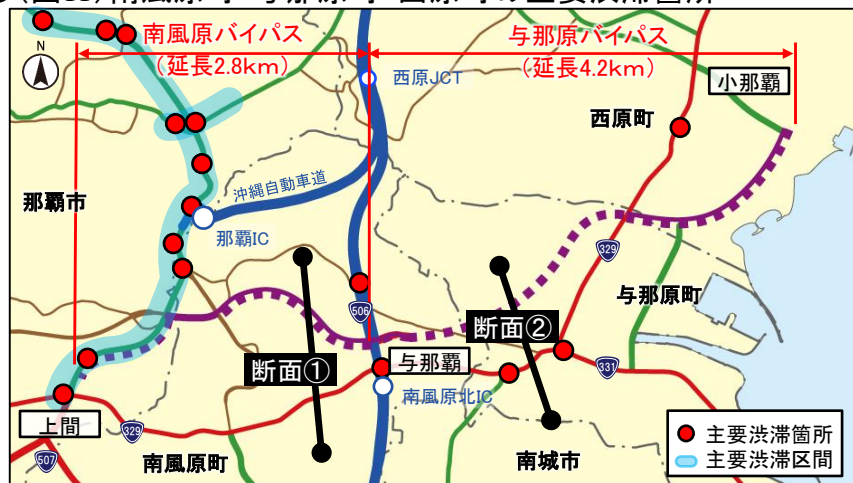 南風原バイパス
(延長2.8km)
与那原バイパス
(延長4.2km)
N
西原JCT
小那覇
西原町
那覇市
沖縄自動車道
那覇IC
329
与那原町
506
断面②
断面①
与那覇
331
南風原北IC
上間
329
507
南風原町
南城市
主要渋滞箇所
主要渋滞区間